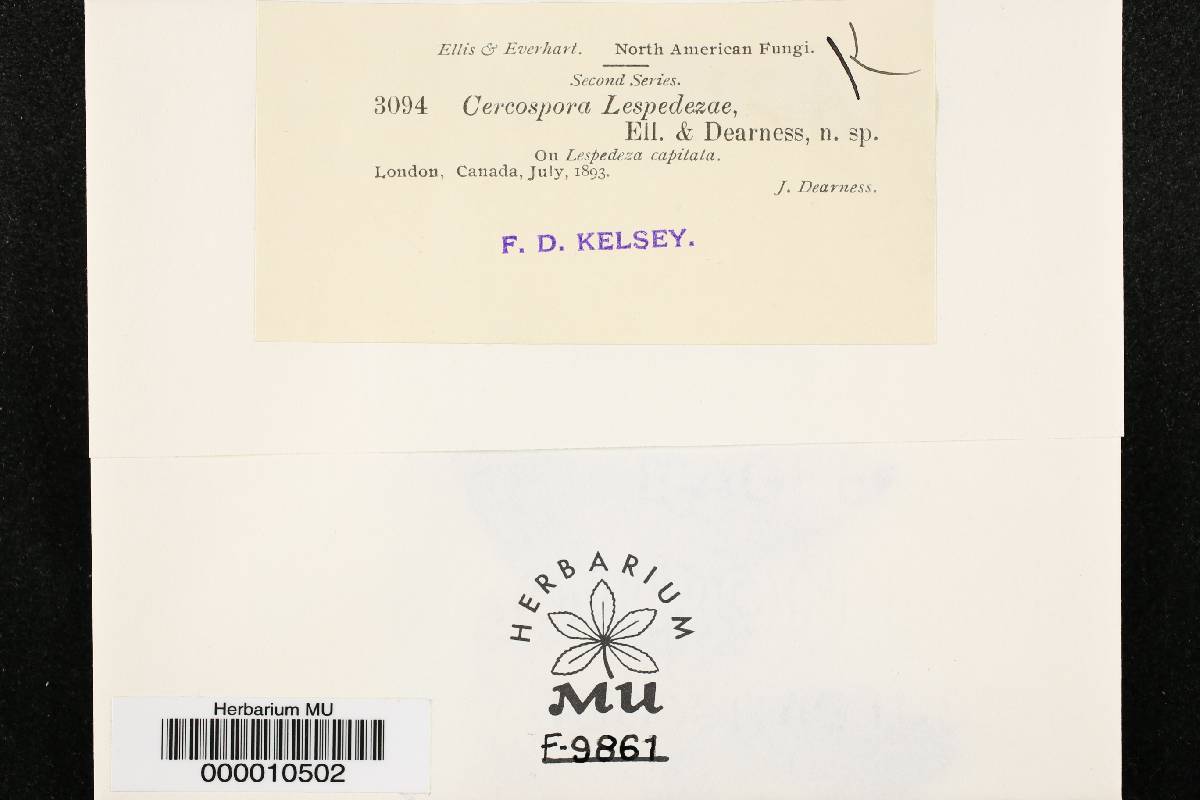 Ellis & Everhart. North American Fungi. K
Second Series.
3094 Cercospora Lespedezae,
Ell. & Dearness, n. sp.
On Lespedeza capitata.
London, Canada, July, 1893.
J. Dearness.
F. D. KELSEY.
HERBARIUM
MU
F-9861
Herbarium MU
000010502